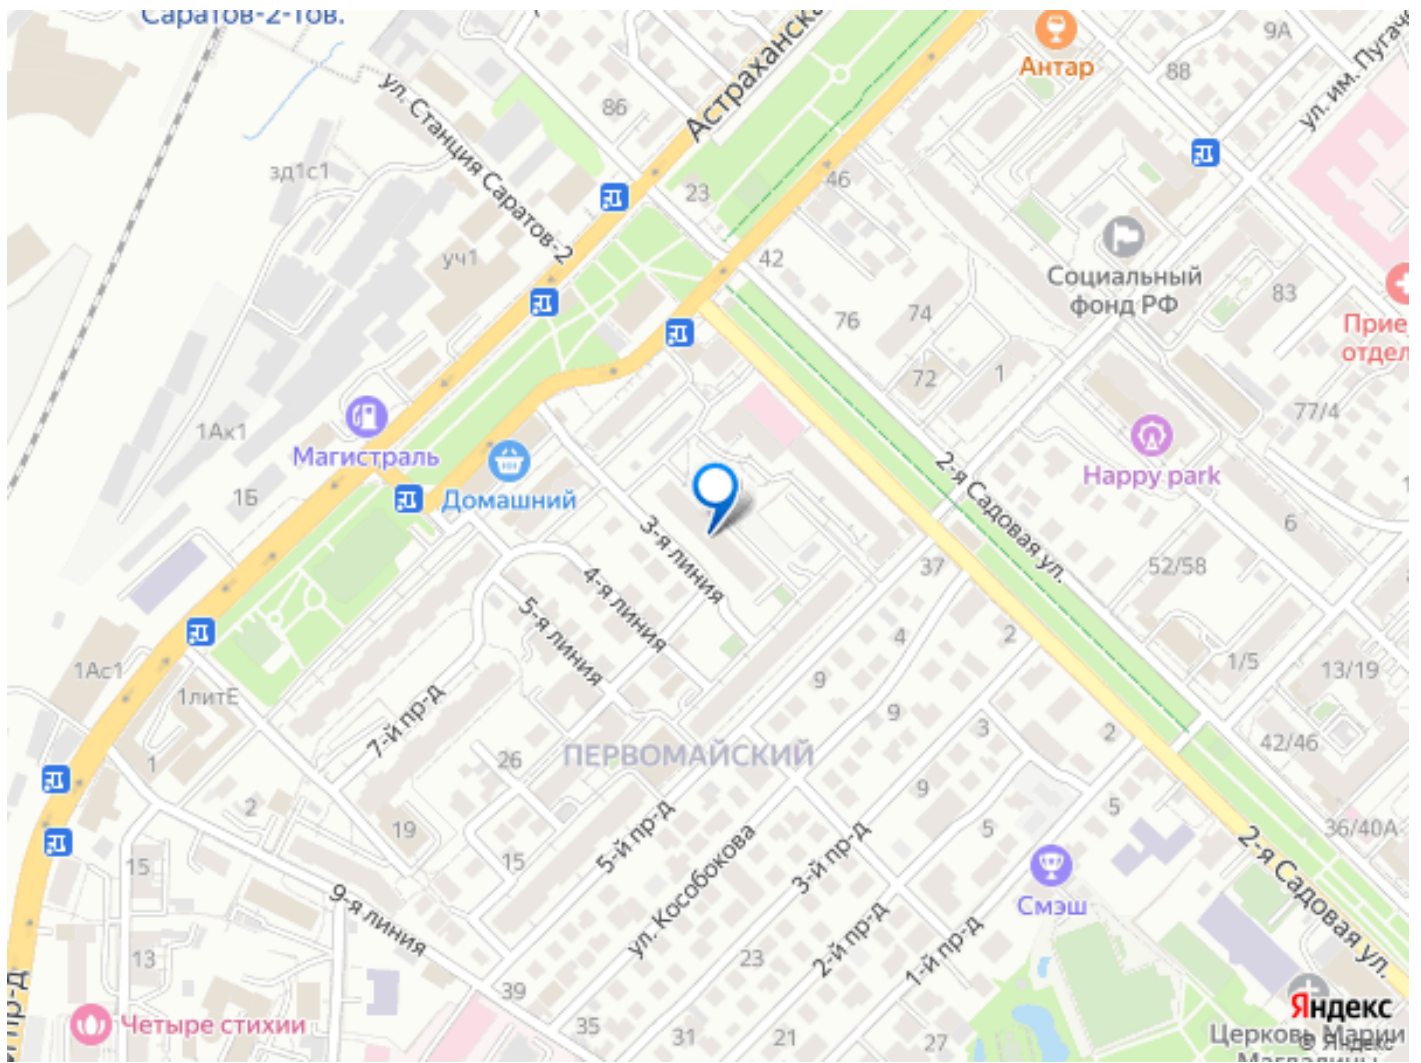 Саратов-2-Тов.
Астраханска
Антар
9А
88
ул. им. Пугачё
ул. Станция Саратов-2
86
зд1с1
23
46
уч1
42
Социальный
фонд РФ
83
Прие
отдел
76
74
72
1
77/4
1Ак1
Магистраль
1Б
Домашний
Happy park
2-я Садовая ул.
6
3-я линия
4-я линия
5-я линия
37
52/58
4
2
1/5
13/19
1Ас1
1литЕ
9
9
7-й пр-д
3
2
42/46
ПЕРВОМАЙСКИЙ
26
1
2
9
5
5
36/40А
19
15
15
5-й пр-д
ул. Кособокова
3-й пр-д
2-я Садовая ул.
Смэш
9-я линия
2-й пр-д
1-й пр-д
13
23
39
35
31
21
27
й пр-д
Четыре стихии
Яндекс
Церковь Марии
© Яндекс
Магдалины